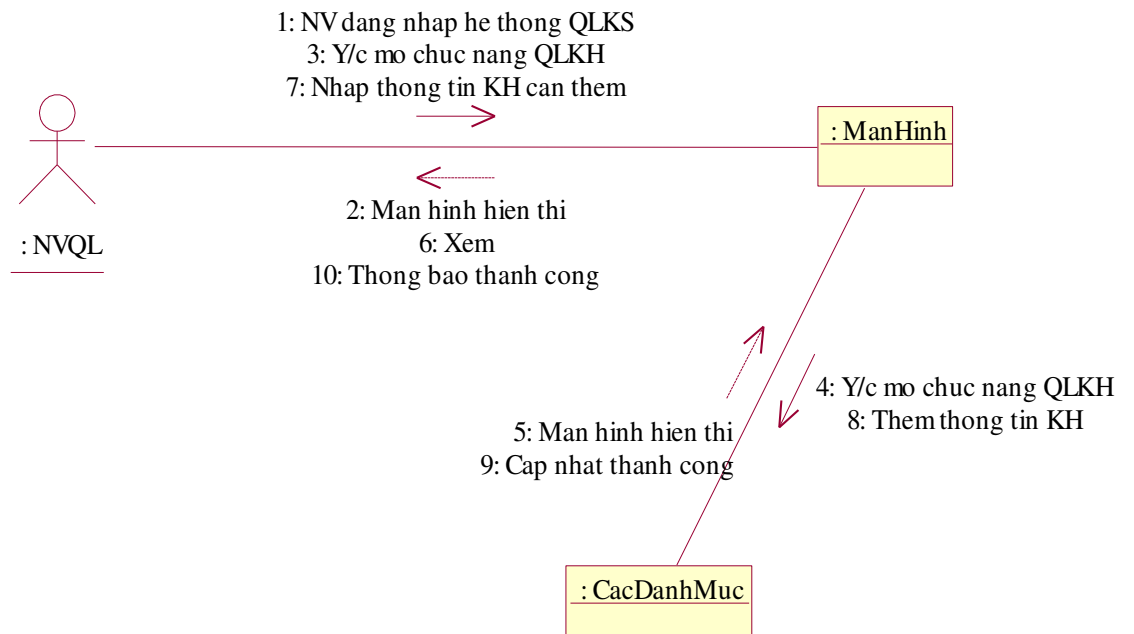 1: NV dang nhap he thong QLKS
3: Y/c mo chuc nang QLKH
7: Nhap thong tin KH can them
: ManHinh
2: Man hinh hien thi
6: Xem
10: Thong bao thanh cong
: NVQL
4: Y/c mo chuc nang QLKH
8: Them thong tin KH
5: Man hinh hien thi
9: Cap nhat thanh cong
: CacDanhMuc